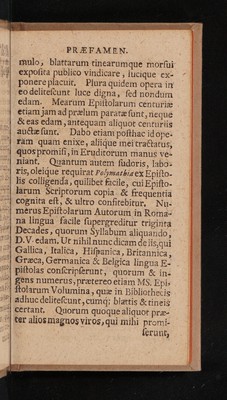 PRÆFAMEN.
mulo, blattarum tinearumque morsui
exposita publico vindicare, lucique ex-
ponere placuit. Plura quidem opera in
eo delitescunt luce digna, sed nondum
edam. Mearum Epistolarum centuriæ
etiam jam ad prælum paratæ sunt, neque
& eas edam, antequam aliquot centuriis
auctæ sunt. Dabo etiam posthac id ope-
ram quam enixe, aliique mei tractatus,
quos promisi, in Eruditorum manus ve-
niant. Quantum autem sudoris, labo-
ris, oleique requirat Polymathia ex Episto-
lis colligenda, quilibet facile, cui Episto-
larum Scriptorum copia & frequentia
cognita est, & ultro confitebitur. Nu-
merus Epistolarum Autorum in Roma-
na lingua facile supergreditur triginta
Decades, quorum Syllabum aliquando,
D.V. edam. Ut nihil nunc dicam de iis, qui
Gallica, Italica, Hispanica, Britannica,
Græca, Germanica & Belgica lingua E-
pistolas conscripserunt, quorum & in-
gens numerus, prætereo etiam MS. Epi-
stolarum Volumina, quæ in Bibliothecis
adhuc delitescunt, cumq; blattis & tineis
certant. Quorum quoque aliquor præ-
ter alios magnos viros, qui mihi promi-
serunt,